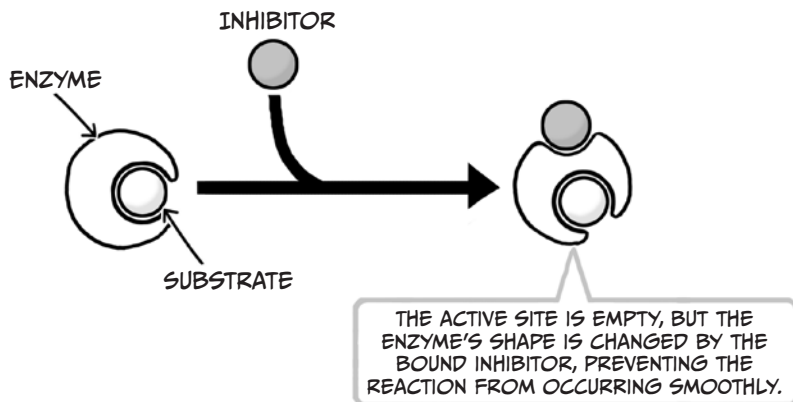 INHIBITOR
ENZYME
SUBSTRATE
THE ACTIVE SITE IS EMPTY, BUT THE
ENZYME'S SHAPE IS CHANGED BY THE
BOUND INHIBITOR, PREVENTING THE
REACTION FROM OCCURRING SMOOTHLY.